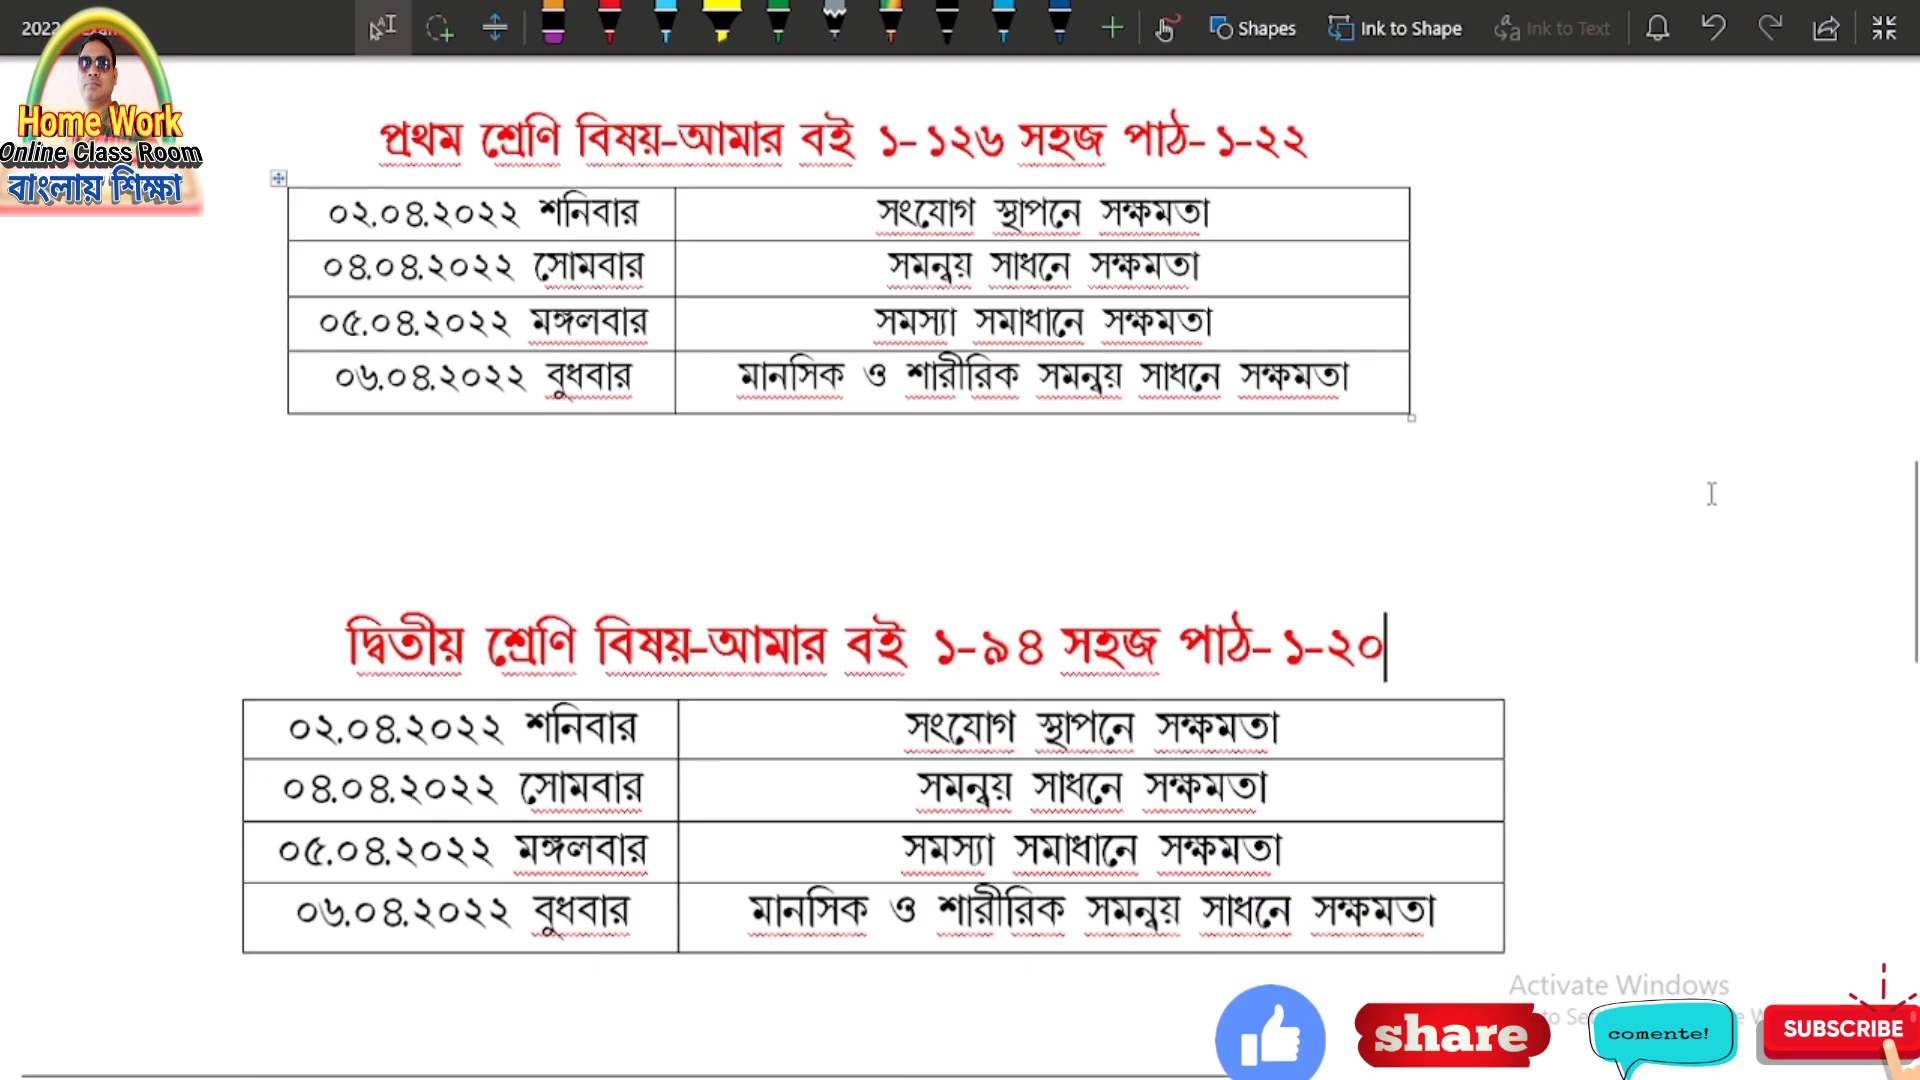 2022
Shapes
Ink to Shape
Ink to Text
Home Work
Online Class Room
বাংলায় শিক্ষা
প্রথম শ্রেণি বিষয়-আমার বই ১-১২৬ সহজ পাঠ-১-২২
০২.০৪.২০২২ শনিবার সংযোগ স্থাপনে সক্ষমতা
০৪.০৪.২০২২ সোমবার সমন্বয় সাধনে সক্ষমতা
০৫.০৪.২০২২ মঙ্গলবার সমস্যা সমাধানে সক্ষমতা
০৬.০৪.২০২২ বুধবার মানসিক ও শারীরিক সমন্বয় সাধনে সক্ষমতা
দ্বিতীয় শ্রেণি বিষয়-আমার বই ১-৯৪ সহজ পাঠ-১-২০
০২.০৪.২০২২ শনিবার সংযোগ স্থাপনে সক্ষমতা
০৪.০৪.২০২২ সোমবার সমন্বয় সাধনে সক্ষমতা
০৫.০৪.২০২২ মঙ্গলবার সমস্যা সমাধানে সক্ষমতা
০৬.০৪.২০২২ বুধবার মানসিক ও শারীরিক সমন্বয় সাধনে সক্ষমতা
Activate Windows
share
comente!
SUBSCRIBE